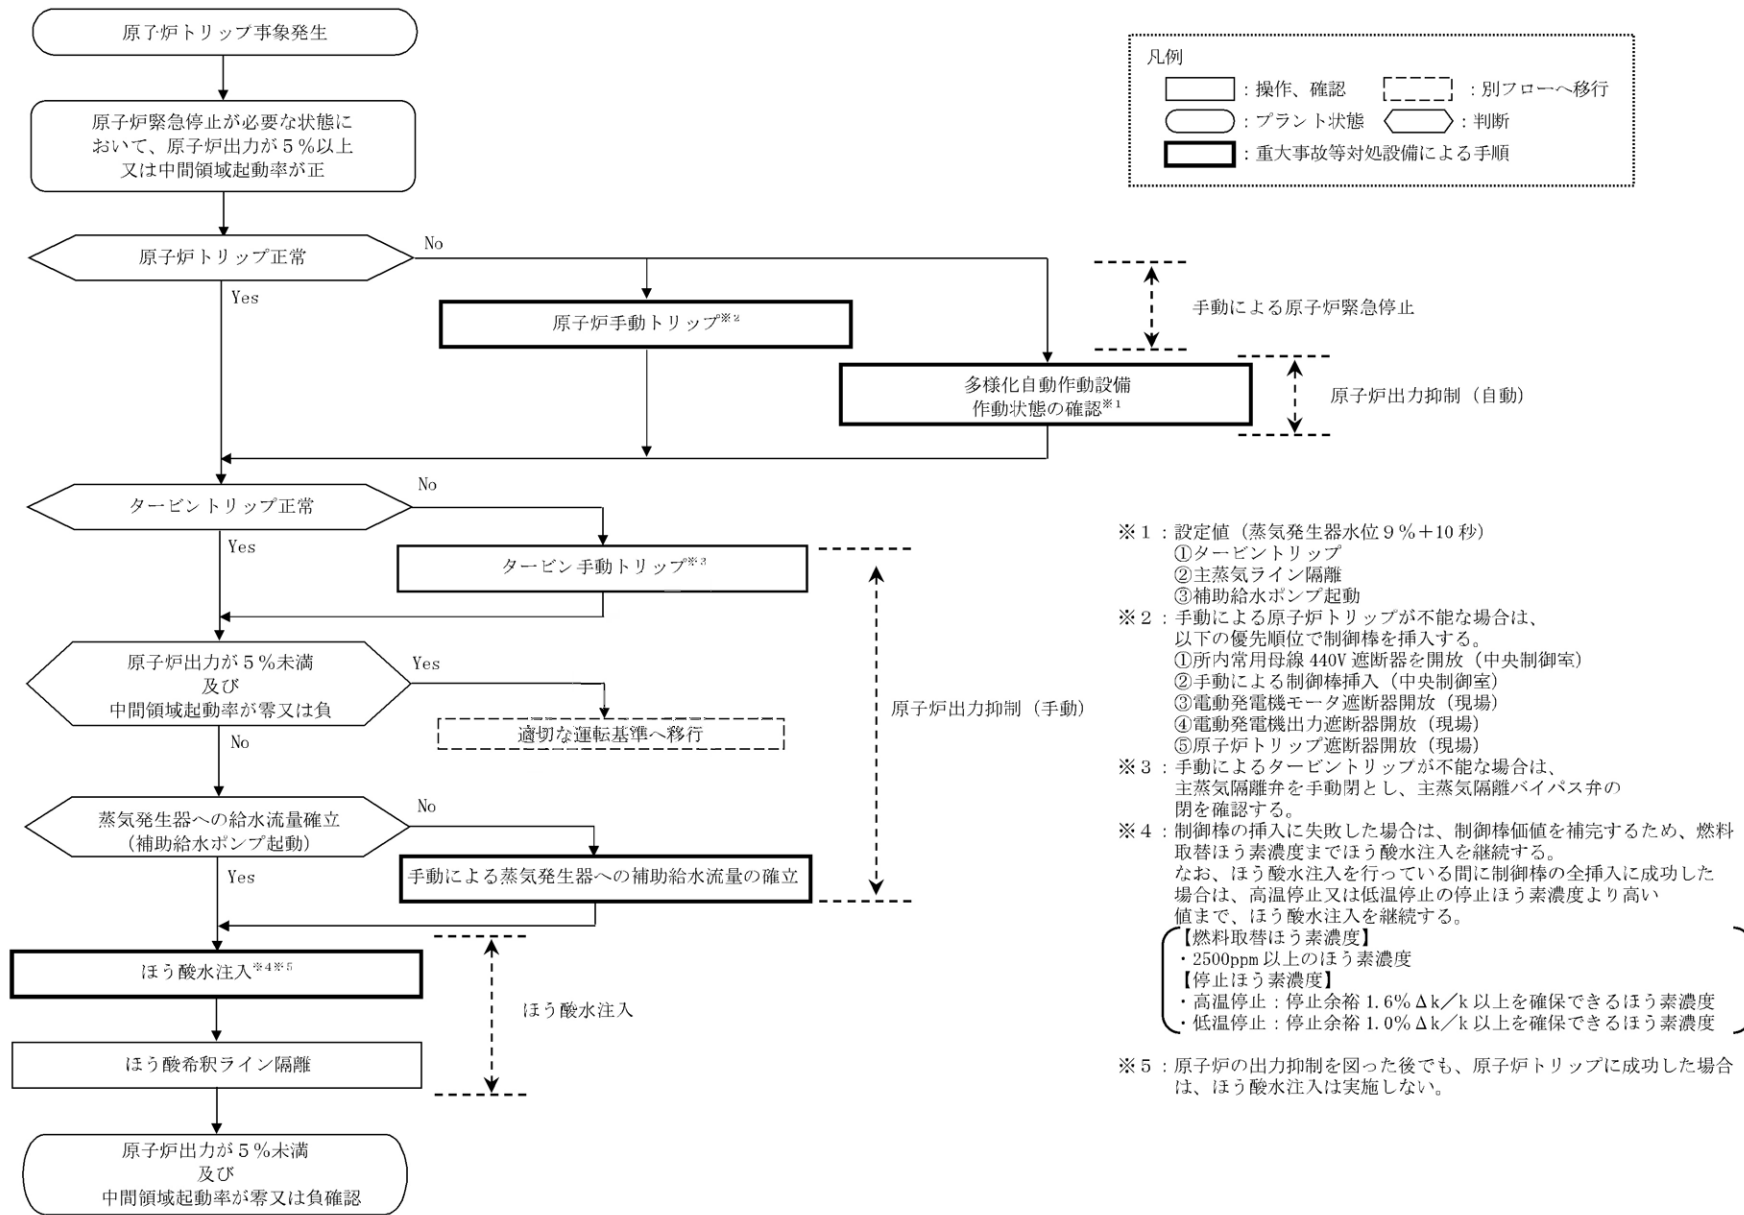 原子炉トリップ事象発生
原子炉緊急停止が必要な状態に
おいて、原子炉出力が5%以上
又は中間領域起動率が正
原子炉トリップ正常
No
Yes
原子炉手動トリップ※2
多様化自動作動設備
作動状態の確認※1
手動による原子炉緊急停止
原子炉出力抑制(自動)
タービントリップ正常
No
Yes
タービン手動トリップ※3
原子炉出力が5%未満
及び
中間領域起動率が零又は負
Yes
No
適切な運転基準へ移行
原子炉出力抑制(手動)
蒸気発生器への給水流量確立
(補助給水ポンプ起動)
No
Yes
手動による蒸気発生器への補助給水流量の確立
ほう酸水注入※4※5
ほう酸水注入
ほう酸希釈ライン隔離
原子炉出力が5%未満
及び
中間領域起動率が零又は負確認
凡例
:操作、確認
:別フローへ移行
:プラント状態
:判断
:重大事故等対処設備による手順
※1:設定値(蒸気発生器水位9%+10秒)
①タービントリップ
②主蒸気ライン隔離
③補助給水ポンプ起動
※2:手動による原子炉トリップが不能な場合は、
以下の優先順位で制御棒を挿入する。
①所内常用母線440V遮断器を開放(中央制御室)
②手動による制御棒挿入(中央制御室)
③電動発電機モータ遮断器開放(現場)
④電動発電機出力遮断器開放(現場)
⑤原子炉トリップ遮断器開放(現場)
※3:手動によるタービントリップが不能な場合は、
主蒸気隔離弁を手動閉とし、主蒸気隔離バイパス弁の
閉を確認する。
※4:制御棒の挿入に失敗した場合は、制御棒価値を補完するため、燃料
取替ほう素濃度までほう酸水注入を継続する。
なお、ほう酸水注入を行っている間に制御棒の全挿入に成功した
場合は、高温停止又は低温停止の停止ほう素濃度より高い
値まで、ほう酸水注入を継続する。
【燃料取替ほう素濃度】
・2500ppm以上のほう素濃度
【停止ほう素濃度】
・高温停止:停止余裕1.6%Δk/k以上を確保できるほう素濃度
・低温停止:停止余裕1.0%Δk/k以上を確保できるほう素濃度
※5:原子炉の出力抑制を図った後でも、原子炉トリップに成功した場合
は、ほう酸水注入は実施しない。